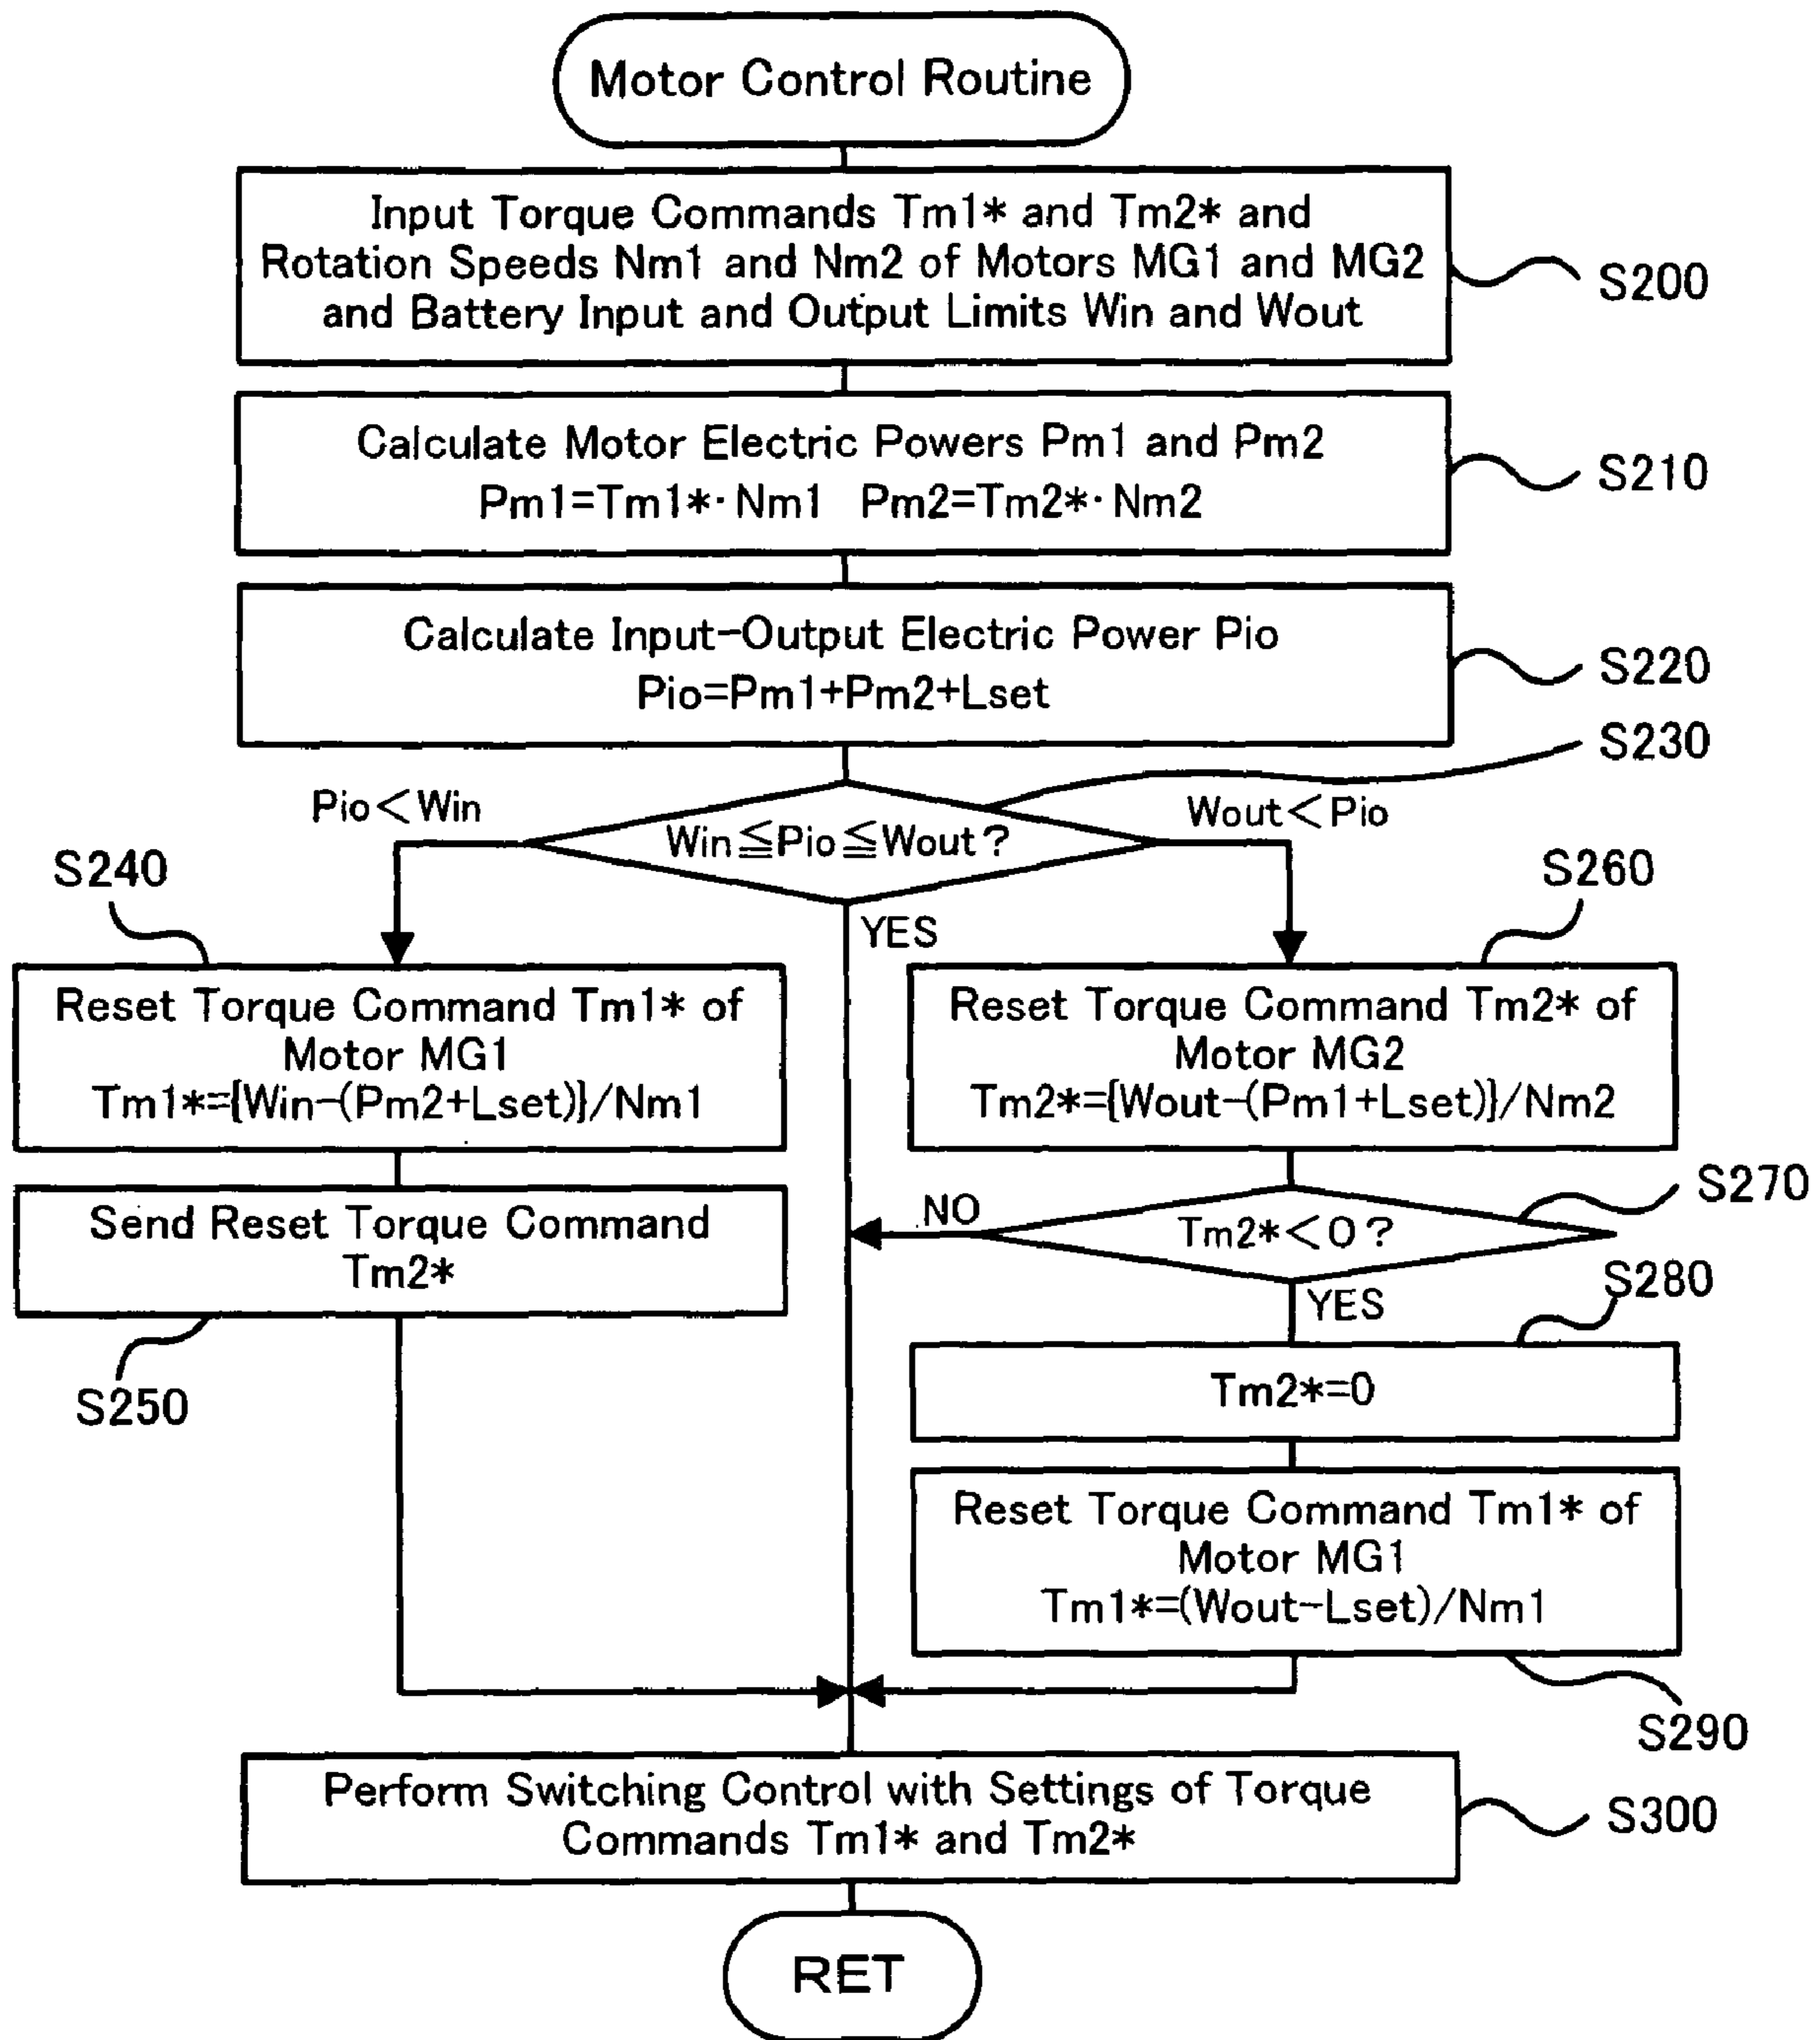 Motor Control Routine
Input Torque Commands Tm1* and Tm2* and
Rotation Speeds Nm1 and Nm2 of Motors MG1 and MG2
and Battery Input and Output Limits Win and Wout
S200
Calculate Motor Electric Powers Pm1 and Pm2
Pm1=Tm1*·Nm1 Pm2=Tm2*·Nm2
S210
Calculate Input-Output Electric Power Pio
Pio=Pm1+Pm2+Lset
S220
S230
Pio<Win
Win≦Pio≦Wout?
Wout<Pio
YES
S240
Reset Torque Command Tm1* of
Motor MG1
Tm1*={Win-(Pm2+Lset)}/Nm1
Send Reset Torque Command
Tm2*
S250
S260
Reset Torque Command Tm2* of
Motor MG2
Tm2*={Wout-(Pm1+Lset)}/Nm2
S270
NO
Tm2*<0?
YES
S280
Tm2*=0
Reset Torque Command Tm1* of
Motor MG1
Tm1*=(Wout-Lset)/Nm1
S290
Perform Switching Control with Settings of Torque
Commands Tm1* and Tm2*
S300
RET